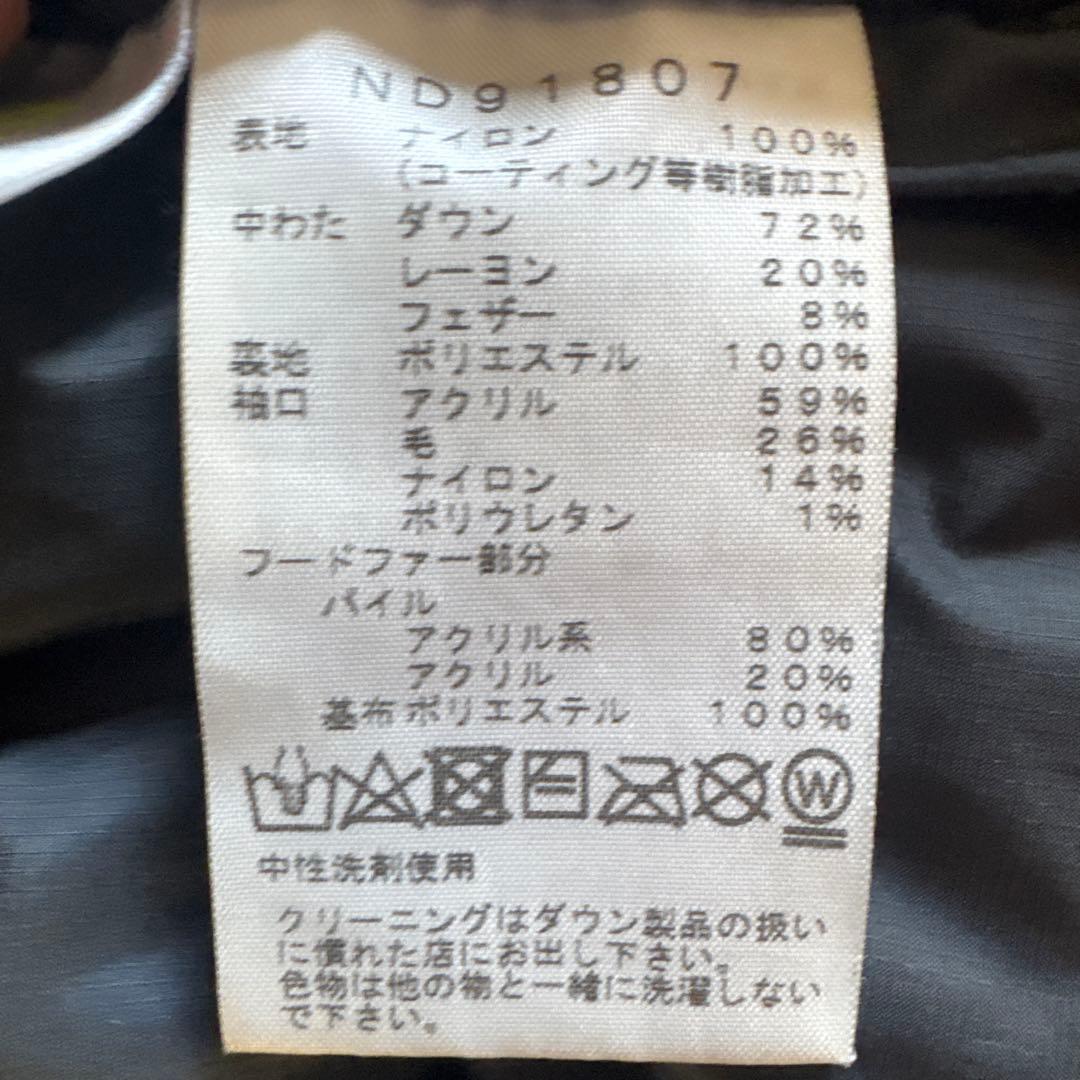 ND91807
表地 ナイロン 100%
(コーティング等樹脂加工)
中わた ダウン 72%
レーヨン 20%
フェザー 8%
裏地 ポリエステル 100%
袖口 アクリル 59%
毛 26%
ナイロン 14%
ポリウレタン 1%
フードファー部分
パイル
アクリル系 80%
アクリル 20%
基布ポリエステル 100%
W
中性洗剤使用
クリーニングはダウン製品の扱い
に慣れた店にお出し下さい。
色物は他の物と一緒に洗濯しない
で下さい。